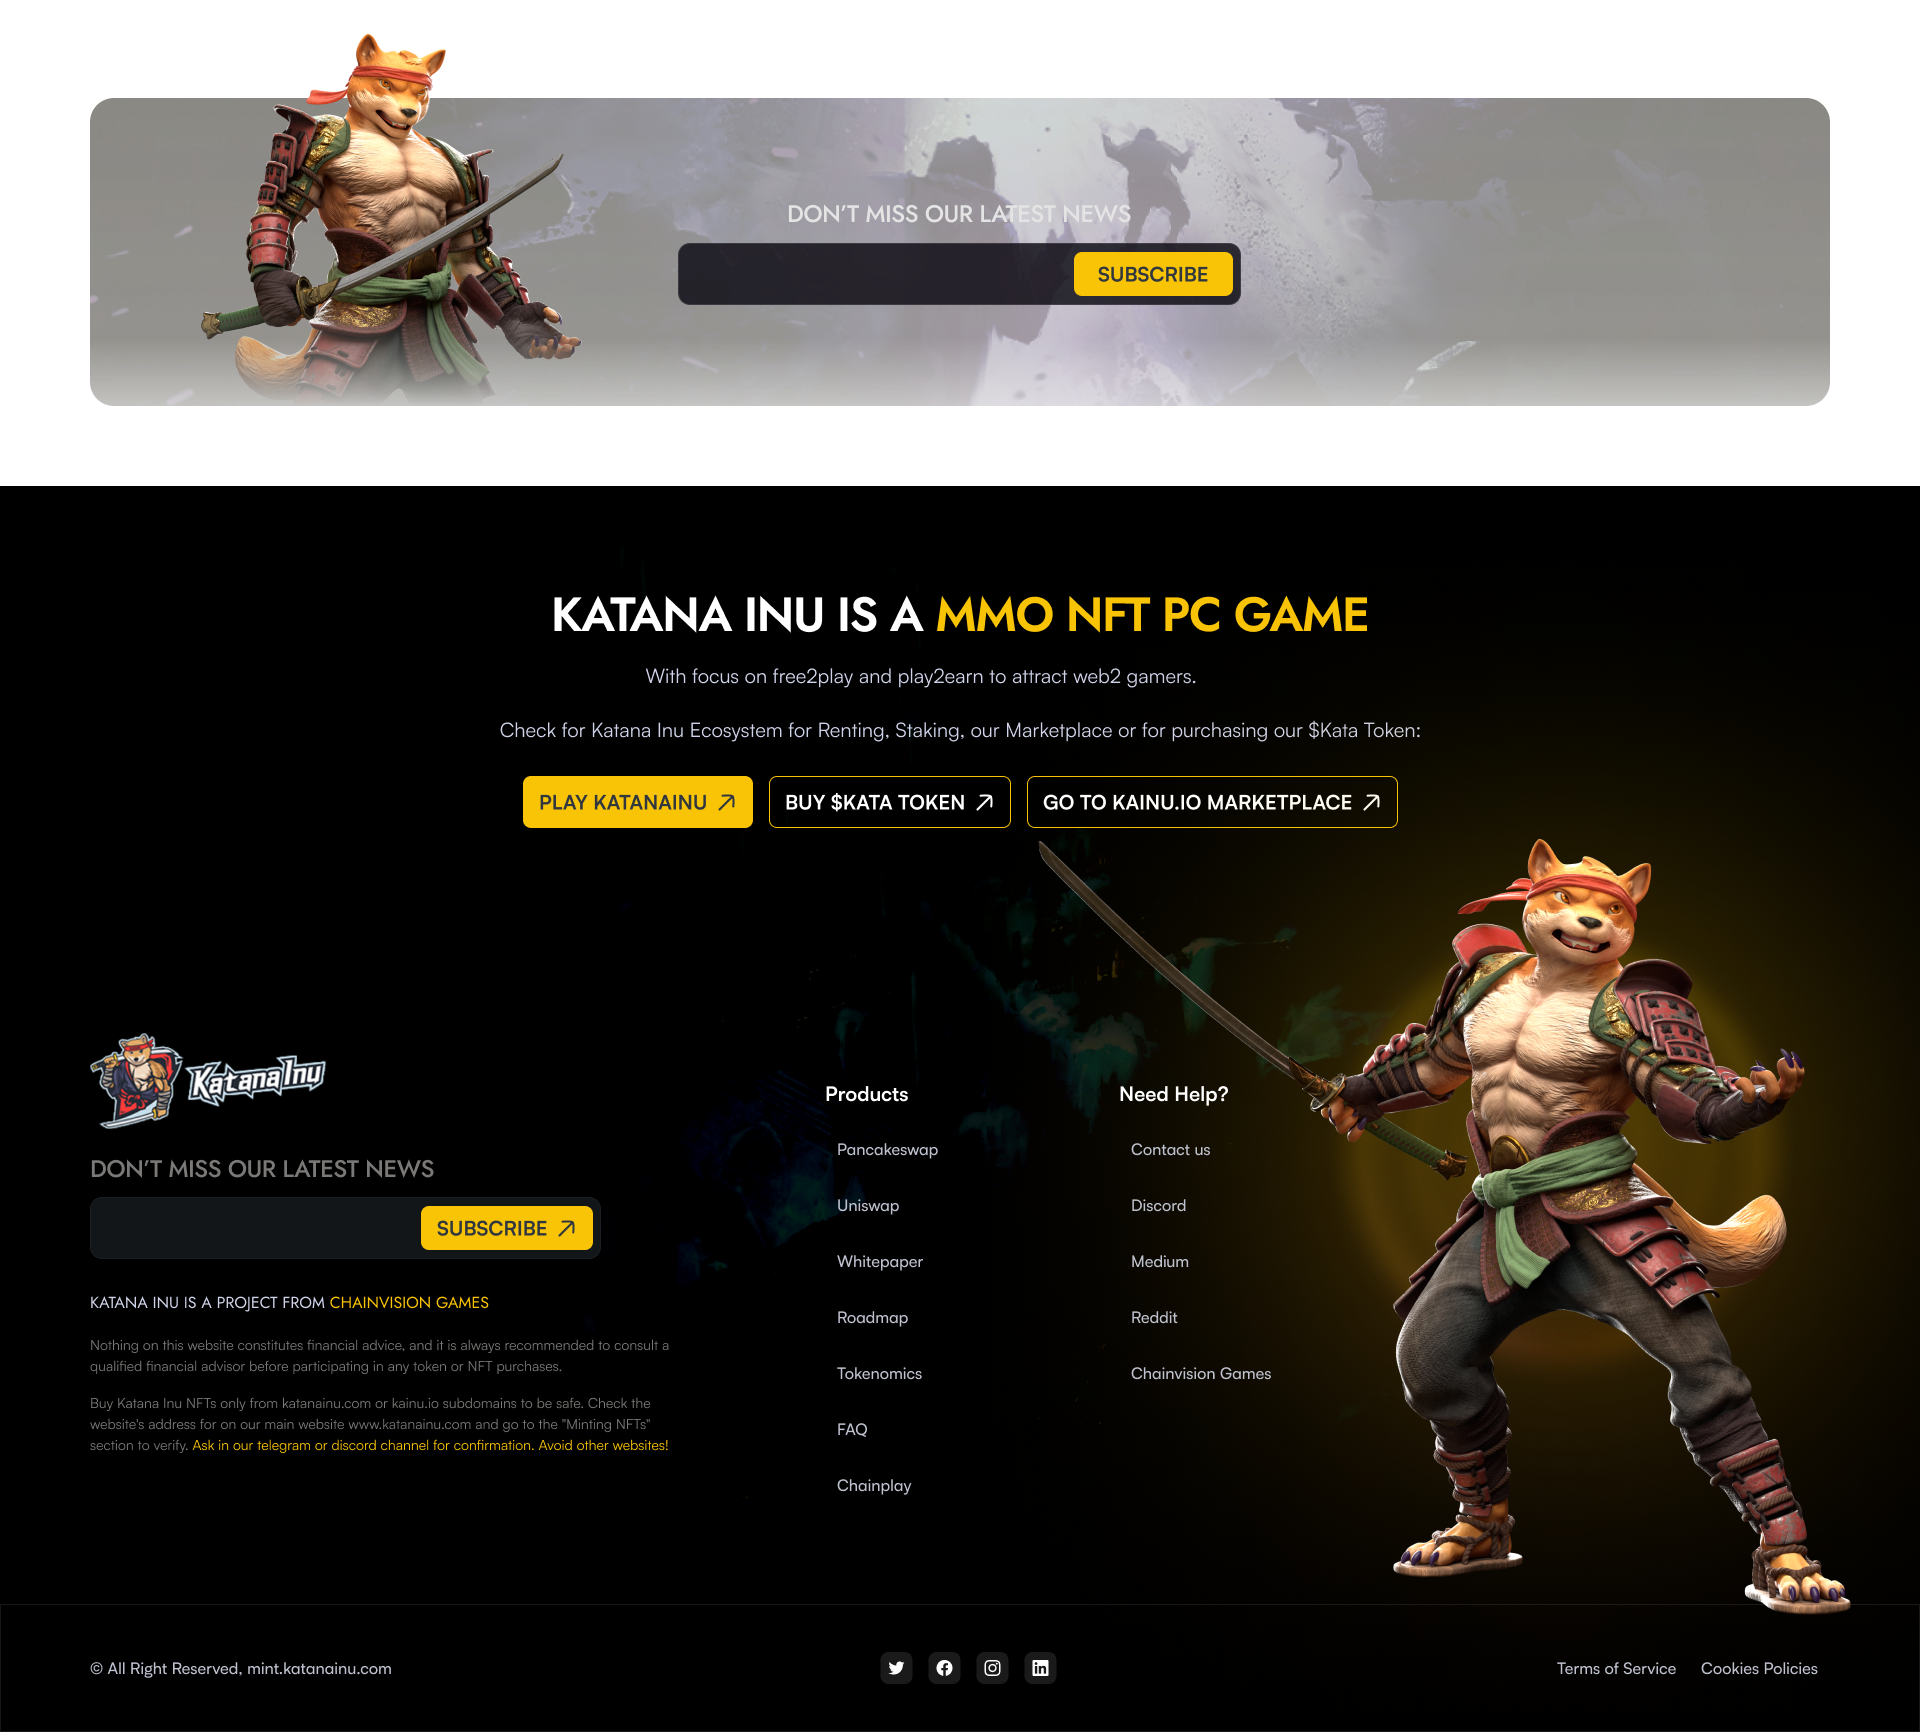 DON’T MISS OUR LATEST NEWS
SUBSCRIBE
KATANA INU IS A MMO NFT PC GAME
With focus on free2play and play2earn to attract web2 gamers.
Check for Katana Inu Ecosystem for Renting, Staking, our Marketplace or for purchasing our $Kata Token:
PLAY KATANAINU
BUY $KATA TOKEN
GO TO KAINU.IO MARKETPLACE
KatanaInu
DON’T MISS OUR LATEST NEWS
SUBSCRIBE
KATANA INU IS A PROJECT FROM CHAINVISION GAMES
Nothing on this website constitutes financial advice, and it is always recommended to consult a
qualified financial advisor before participating in any token or NFT purchases.
Buy Katana Inu NFTs only from katanainu.com or kainu.io subdomains to be safe. Check the
website's address for on our main website www.katanainu.com and go to the "Minting NFTs"
section to verify. Ask in our telegram or discord channel for confirmation. Avoid other websites!
Products
Pancakeswap
Uniswap
Whitepaper
Roadmap
Tokenomics
FAQ
Chainplay
Need Help?
Contact us
Discord
Medium
Reddit
Chainvision Games
© All Right Reserved, mint.katanainu.com
Terms of Service
Cookies Policies